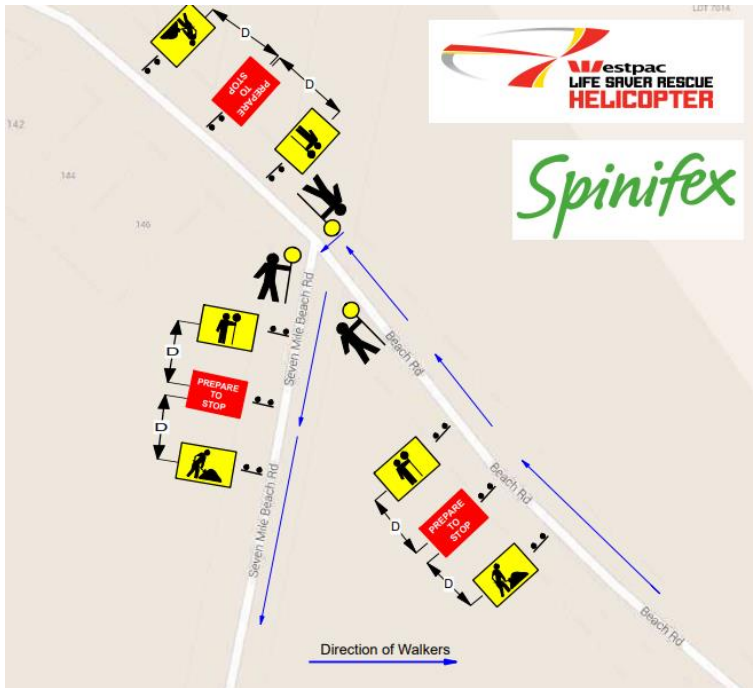 LOT 7014
D
PREPARE
TO
STOP
D
Westpac
LIFE SAVER RESCUE
HELICOPTER
Spinifex
142
144
146
Seven Mile Beach Rd
D
PREPARE
TO
STOP
D
Seven Mile Beach Rd
Beach Rd
Beach Rd
D
PREPARE
TO
STOP
D
Beach Rd
Direction of Walkers